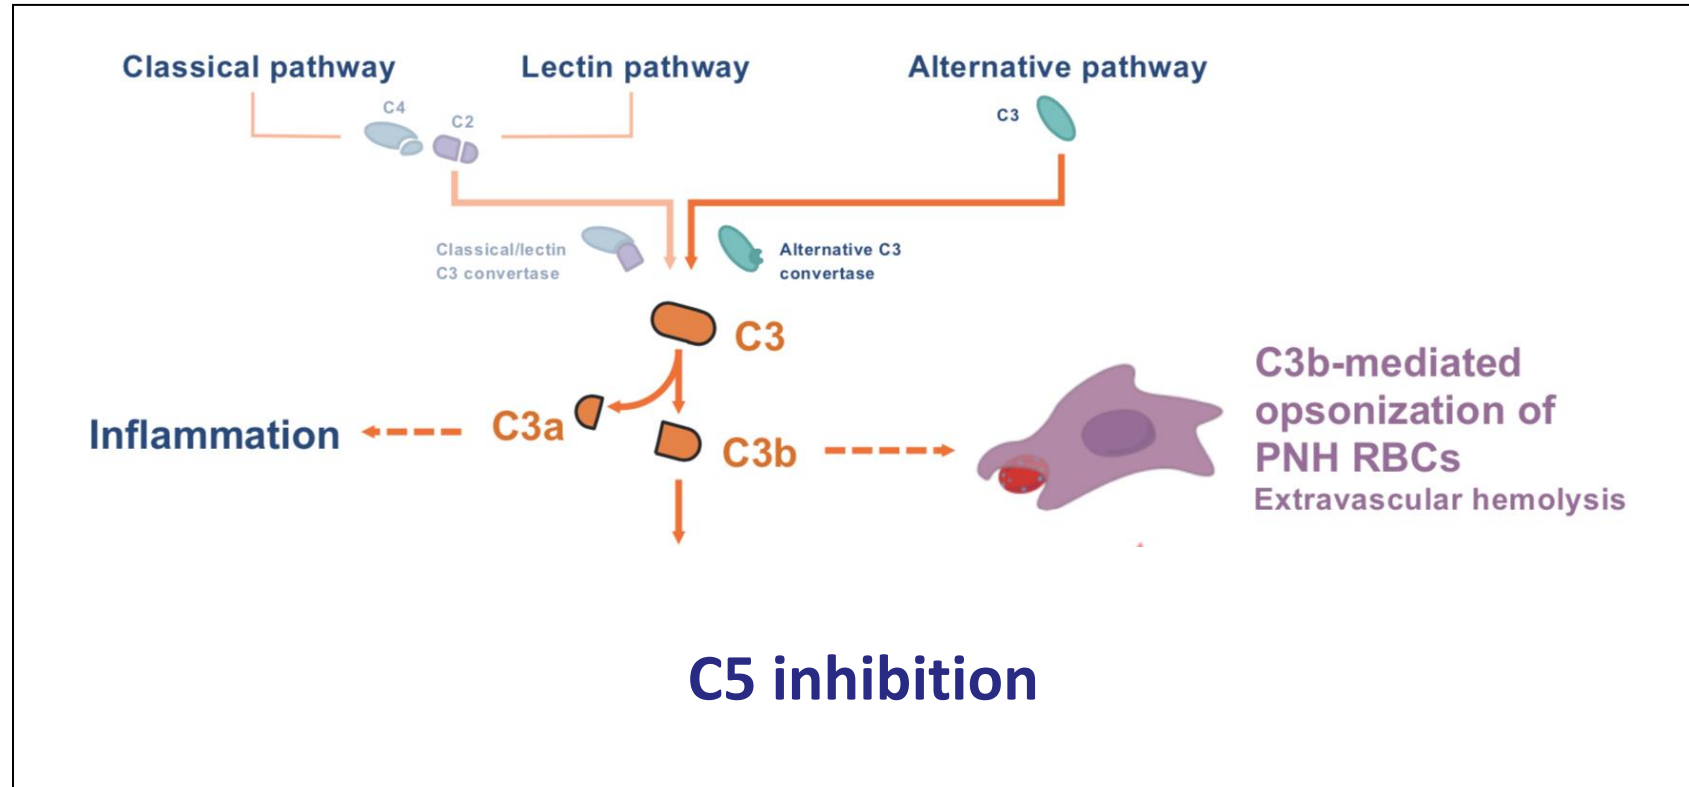 Classical pathway
Lectin pathway
Alternative pathway
C4
C2
C3
Classical/lectin
C3 convertase
Alternative C3
convertase
C3
C3b-mediated
opsonization of
PNH RBCs
Extravascular hemolysis
Inflammation
C3a
C3b
C5 inhibition